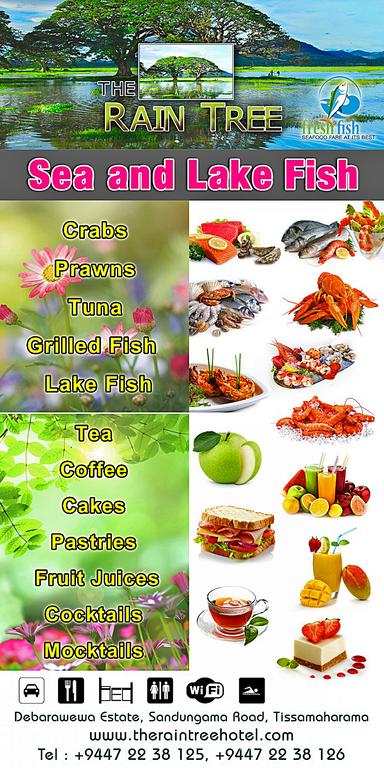 THE
RAIN TREE
fresh fish
SEAFOOD FARE AT ITS BEST
Sea and Lake Fish
Crabs
Prawns
Tuna
Grilled Fish
Lake Fish
Tea
Coffee
Cakes
Pastries
Fruit Juices
Cocktails
Mocktails
WiFi
Debarawewa Estate, Sandungama Road, Tissamaharama
www.theraintreehotel.com
Tel : +9447 22 38 125, +9447 22 38 126